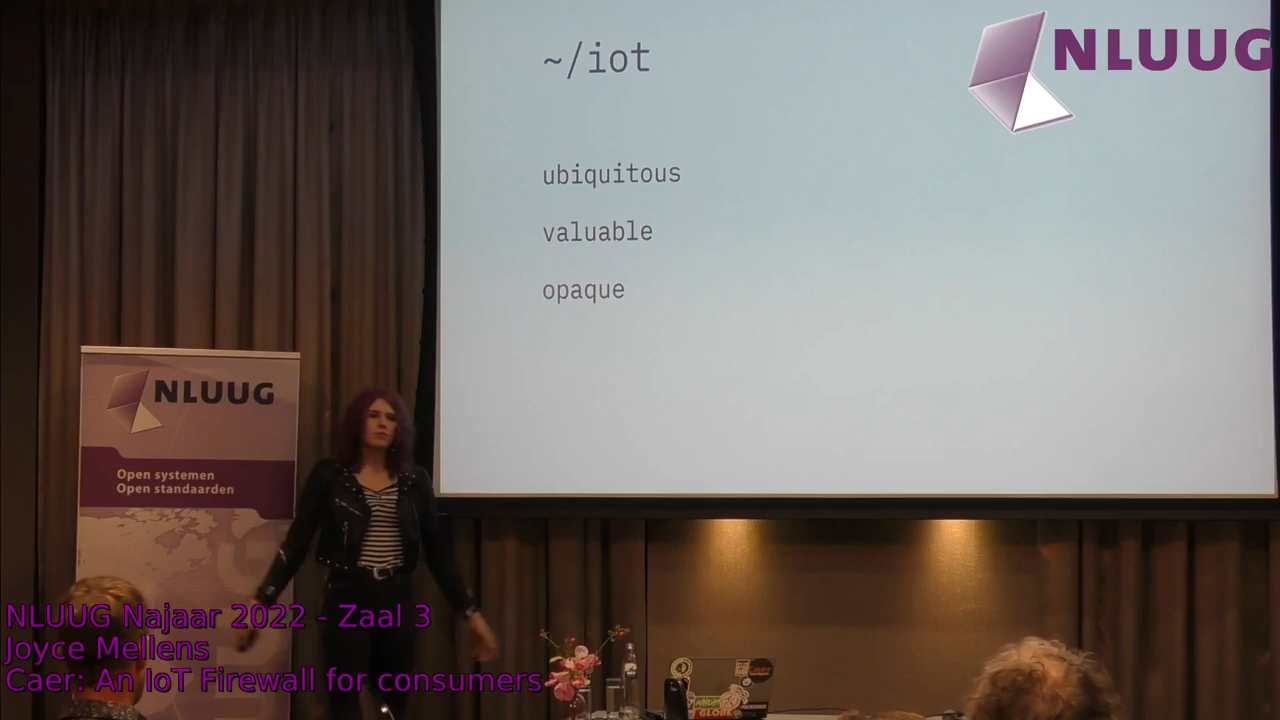 ~/iot
NLUUG
ubiquitous
valuable
opaque
NLUUG
Open systemen
Open standaarden
NLUUG Najaar 2022 - Zaal 3
Joyce Mellens
Caer: An IoT Firewall for consumers
GLOBE